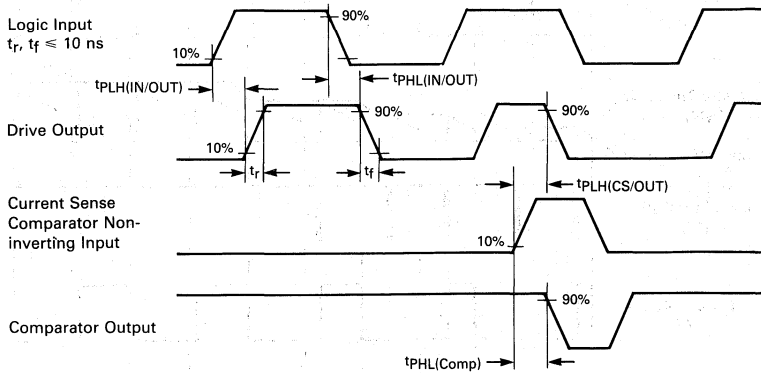 Logic Input
tr, tf ≤ 10 ns
90%
10%
tPLH(IN/OUT)
tPHL(IN/OUT)
Drive Output
90%
90%
10%
tr
tf
tPLH(CS/OUT)
Current Sense
Comparator Non-
inverting Input
10%
Comparator Output
90%
tPHL(Comp)